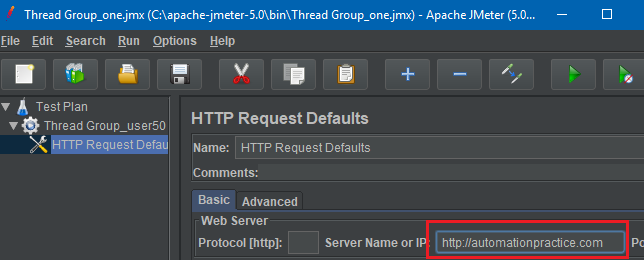 Thread Group_one.jmx (C:\apache-jmeter-5.0\bin\Thread Group_one.jmx) - Apache JMeter (5.0...
File Edit Search Run Options Help
Test Plan
Thread Group_user50
HTTP Request Defau
HTTP Request Defaults
Name: HTTP Request Defaults
Comments:
Basic Advanced
Web Server
Protocol [http]: Server Name or IP: http://automationpractice.com Po